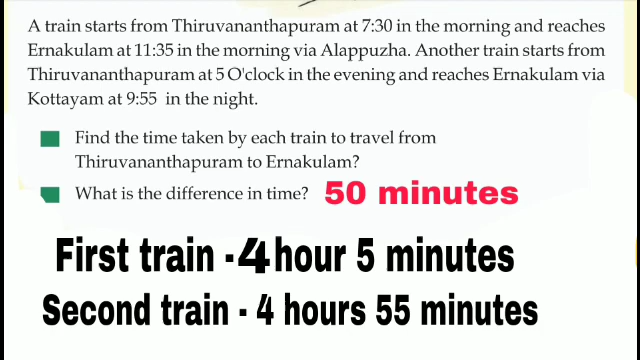 A train starts from Thiruvananthapuram at 7:30 in the morning and reaches
Ernakulam at 11:35 in the morning via Alappuzha. Another train starts from
Thiruvananthapuram at 5 O'clock in the evening and reaches Ernakulam via
Kottayam at 9:55 in the night.
Find the time taken by each train to travel from
Thiruvananthapuram to Ernakulam?
What is the difference in time? 50 minutes
First train - 4 hour 5 minutes
Second train - 4 hours 55 minutes